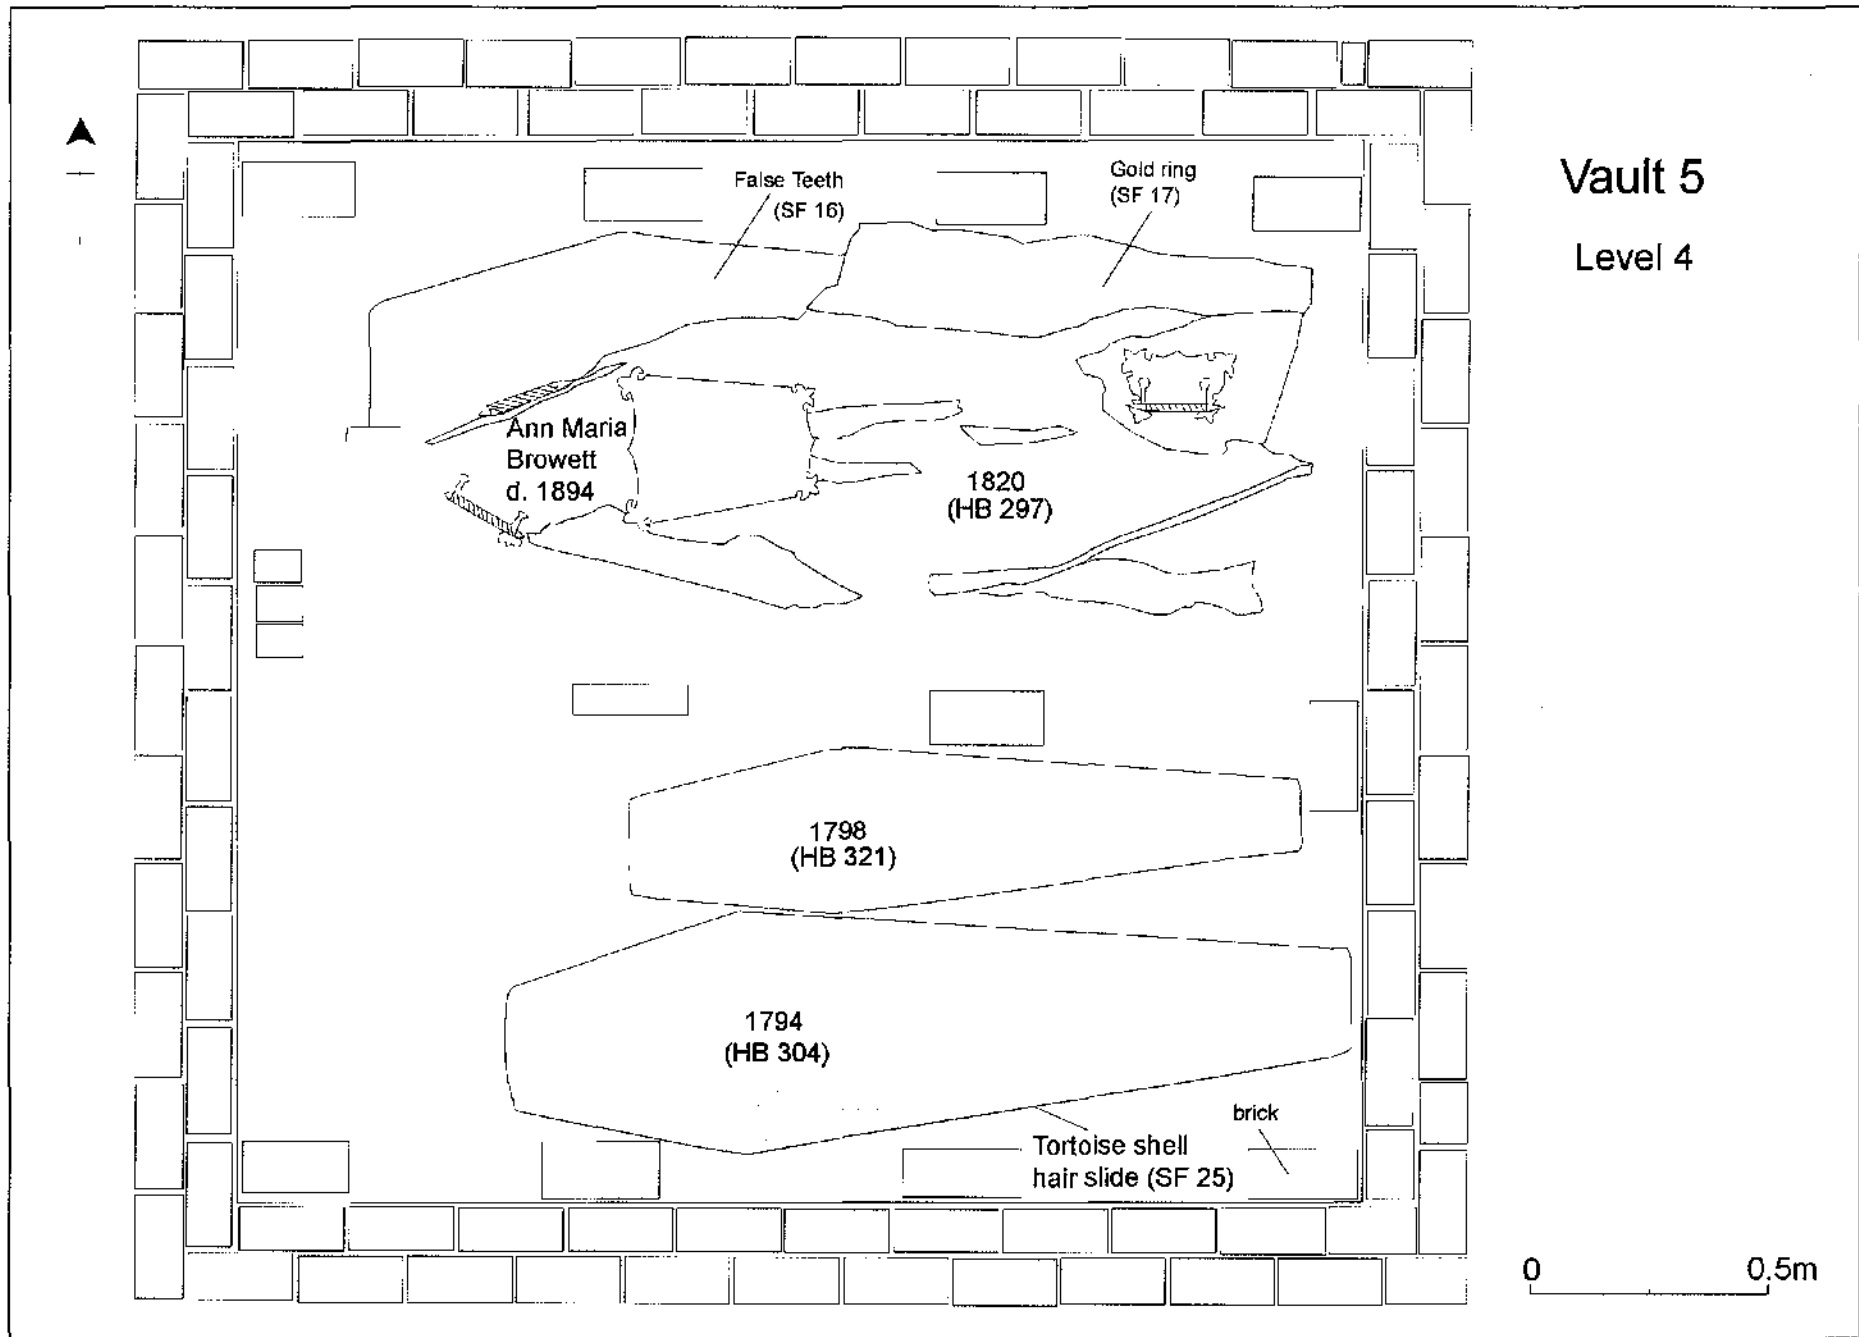 Vault 5
Level 4
False Teeth
(SF 16)
Gold ring
(SF 17)
Ann Maria
Browett
d. 1894
1820
(HB 297)
1798
(HB 321)
1794
(HB 304)
brick
Tortoise shell
hair slide (SF 25)
0 0.5m